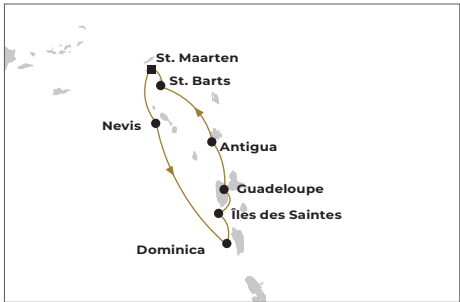 St. Maarten
St. Barts
Nevis
Antigua
Guadeloupe
Îles des Saintes
Dominica